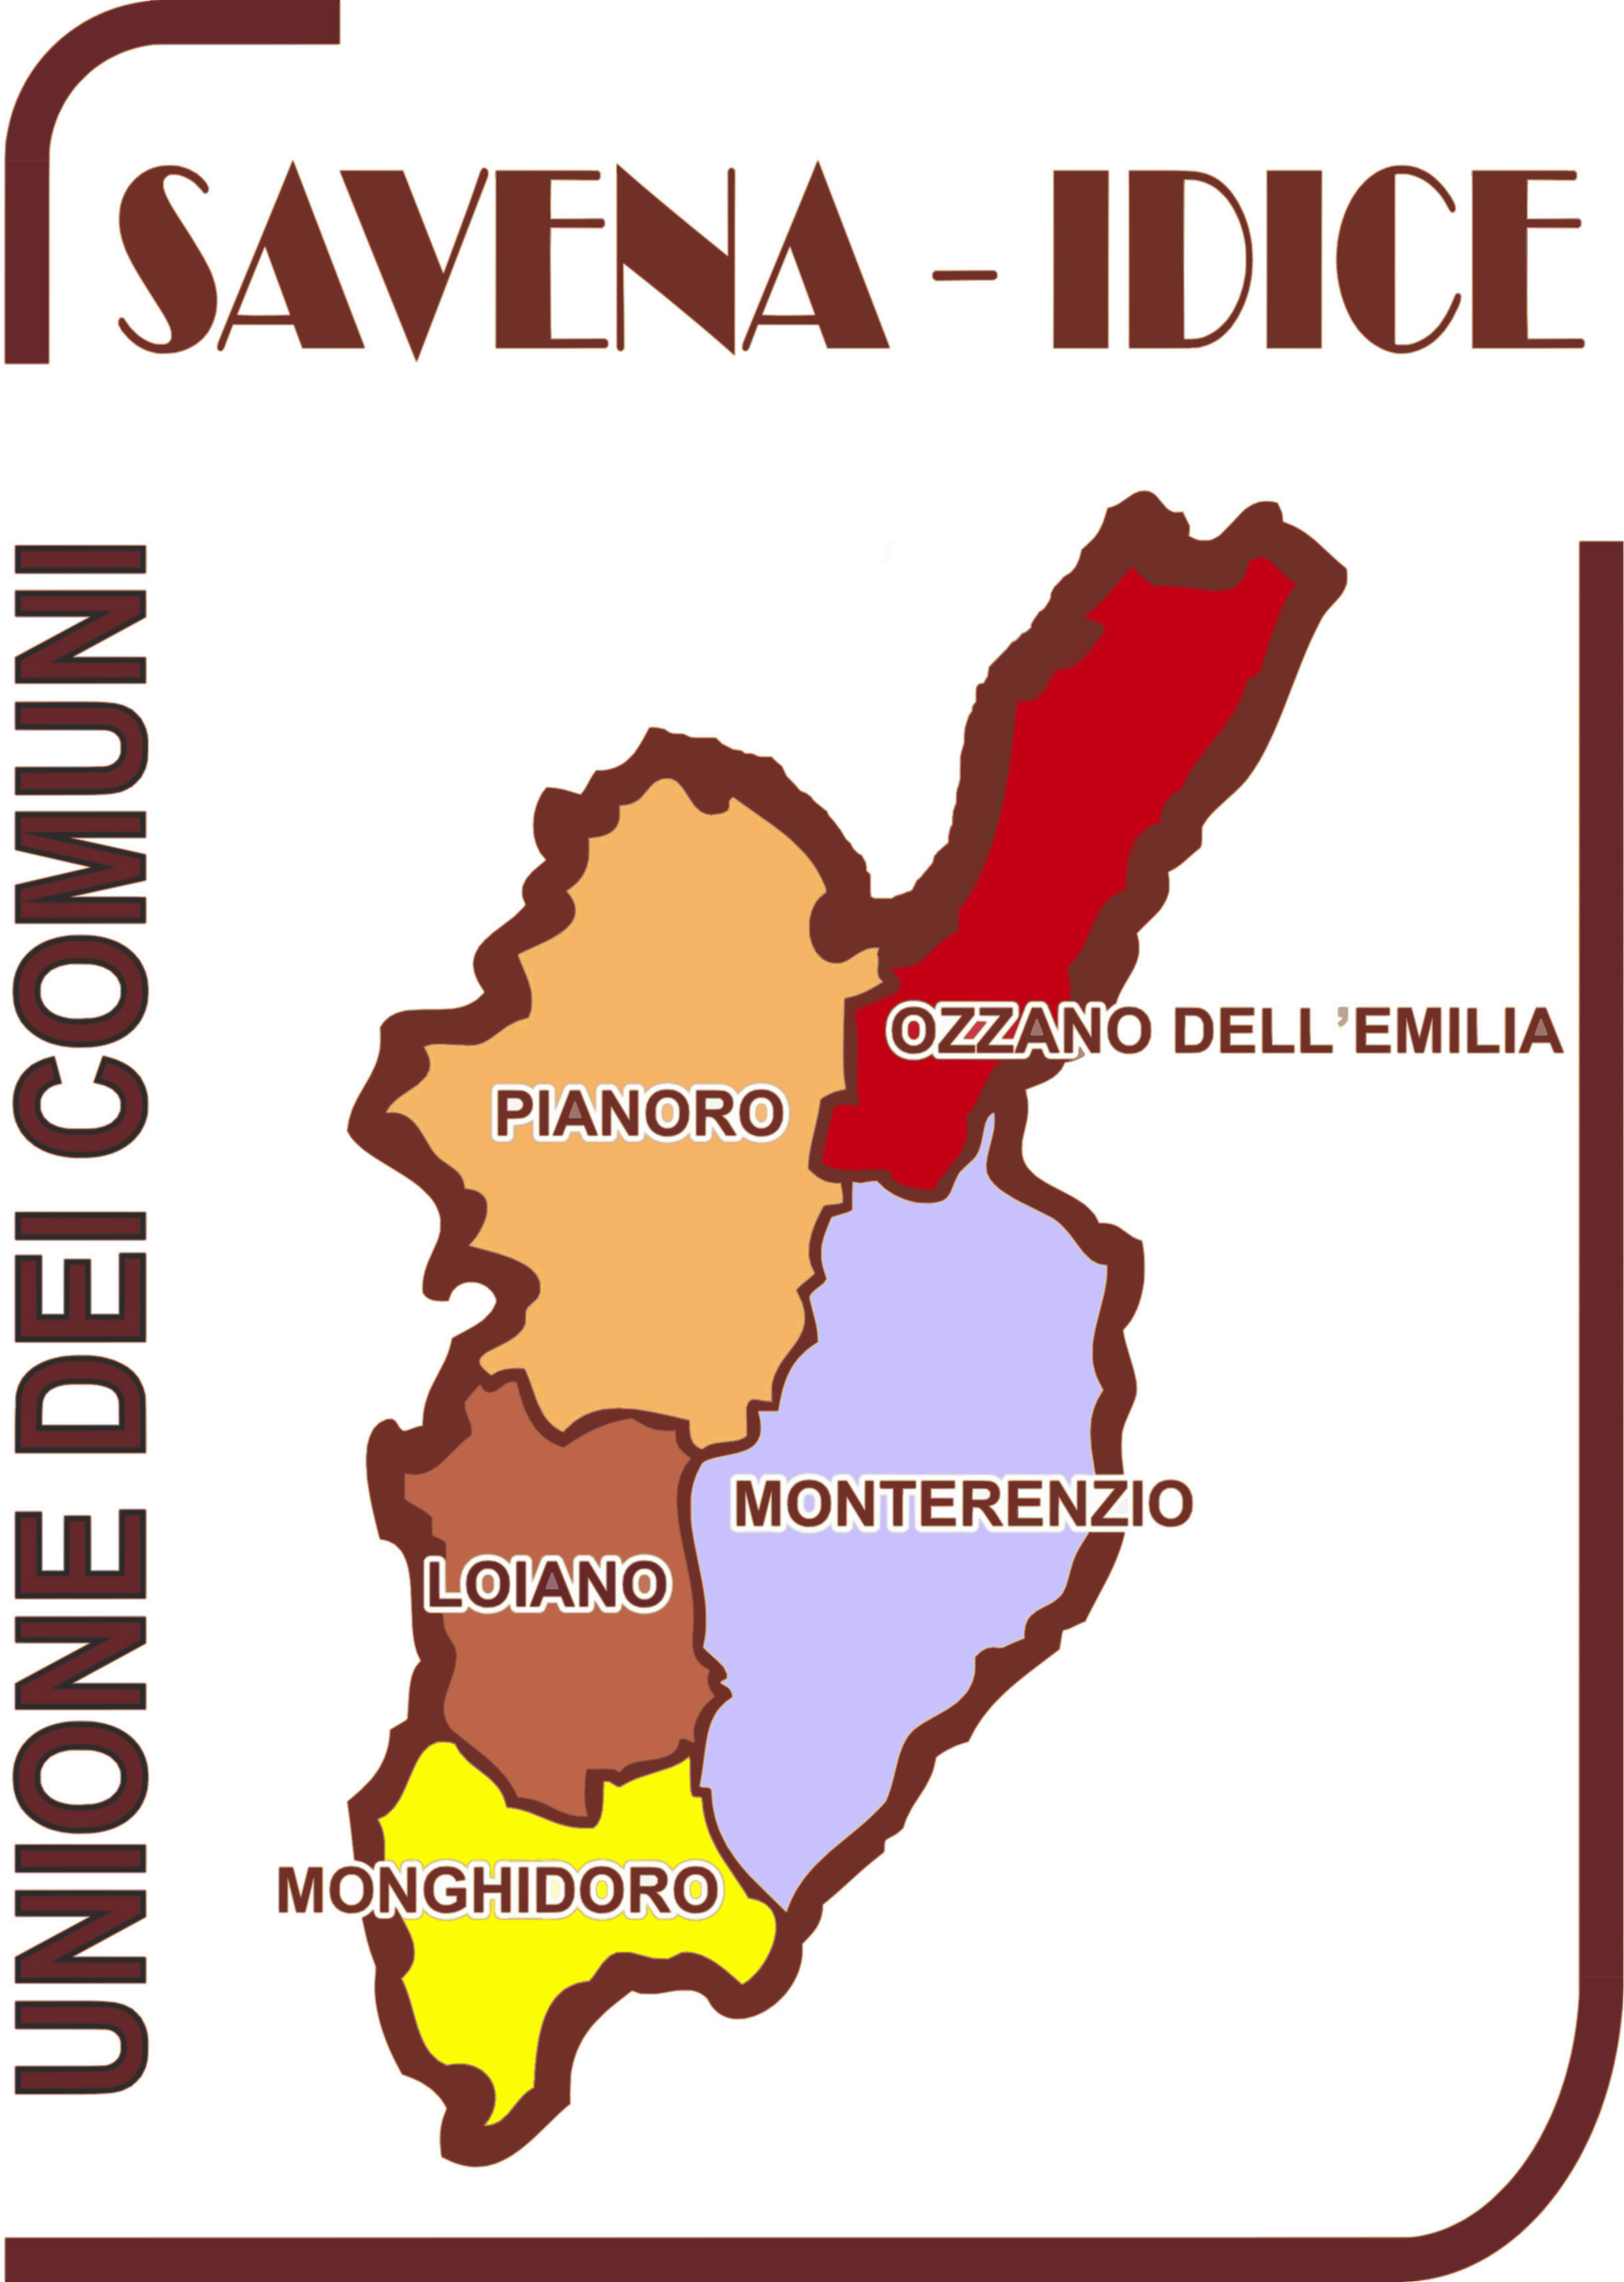 SAVENA - IDICE
UNIONE DEI COMUNI
OZZANO DELL'EMILIA
PIANORO
MONTERENZIO
LOIANO
MONGHIDORO